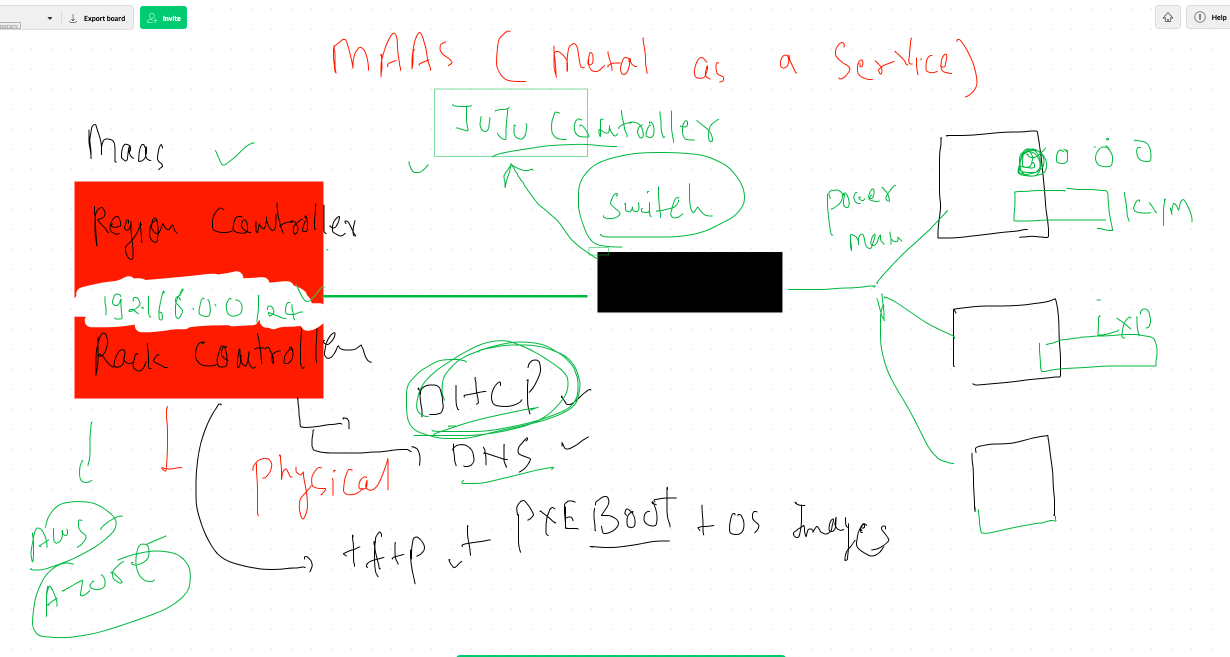 Export board
Invite
Help
MAAS ( Metal as a Service)
JuJu Controller
Maas
switch
power
man
KVM
Region Controller
192.168.0.0/24
Rack Controller
LXD
DHCP
DNS
Physical
AWS
Azure
tftp + PXE Boot + OS Images